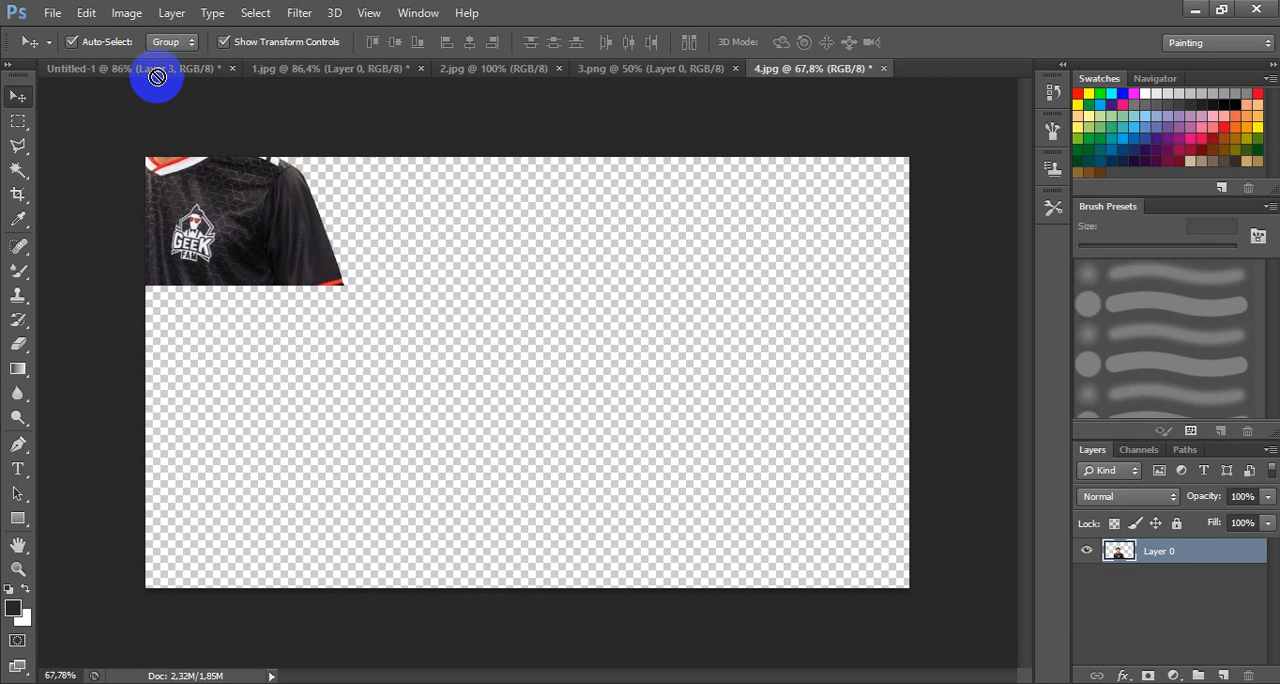 Ps File Edit Image Layer Type Select Filter 3D View Window Help
Auto-Select: Group Show Transform Controls 3D Mode: Painting
Untitled-1 @ 86% (Layer 3, RGB/8) * × 1.jpg @ 86,4% (Layer 0, RGB/8) * × 2.jpg @ 100% (RGB/8) × 3.png @ 50% (Layer 0, RGB/8) × 4.jpg @ 67,8% (RGB/8) * ×
Swatches Navigator
Brush Presets
Size:
GEEK
FAM
Layers Channels Paths
Kind
Normal Opacity: 100%
Lock: Fill: 100%
Layer 0
67,78% Doc: 2,32M/1,85M